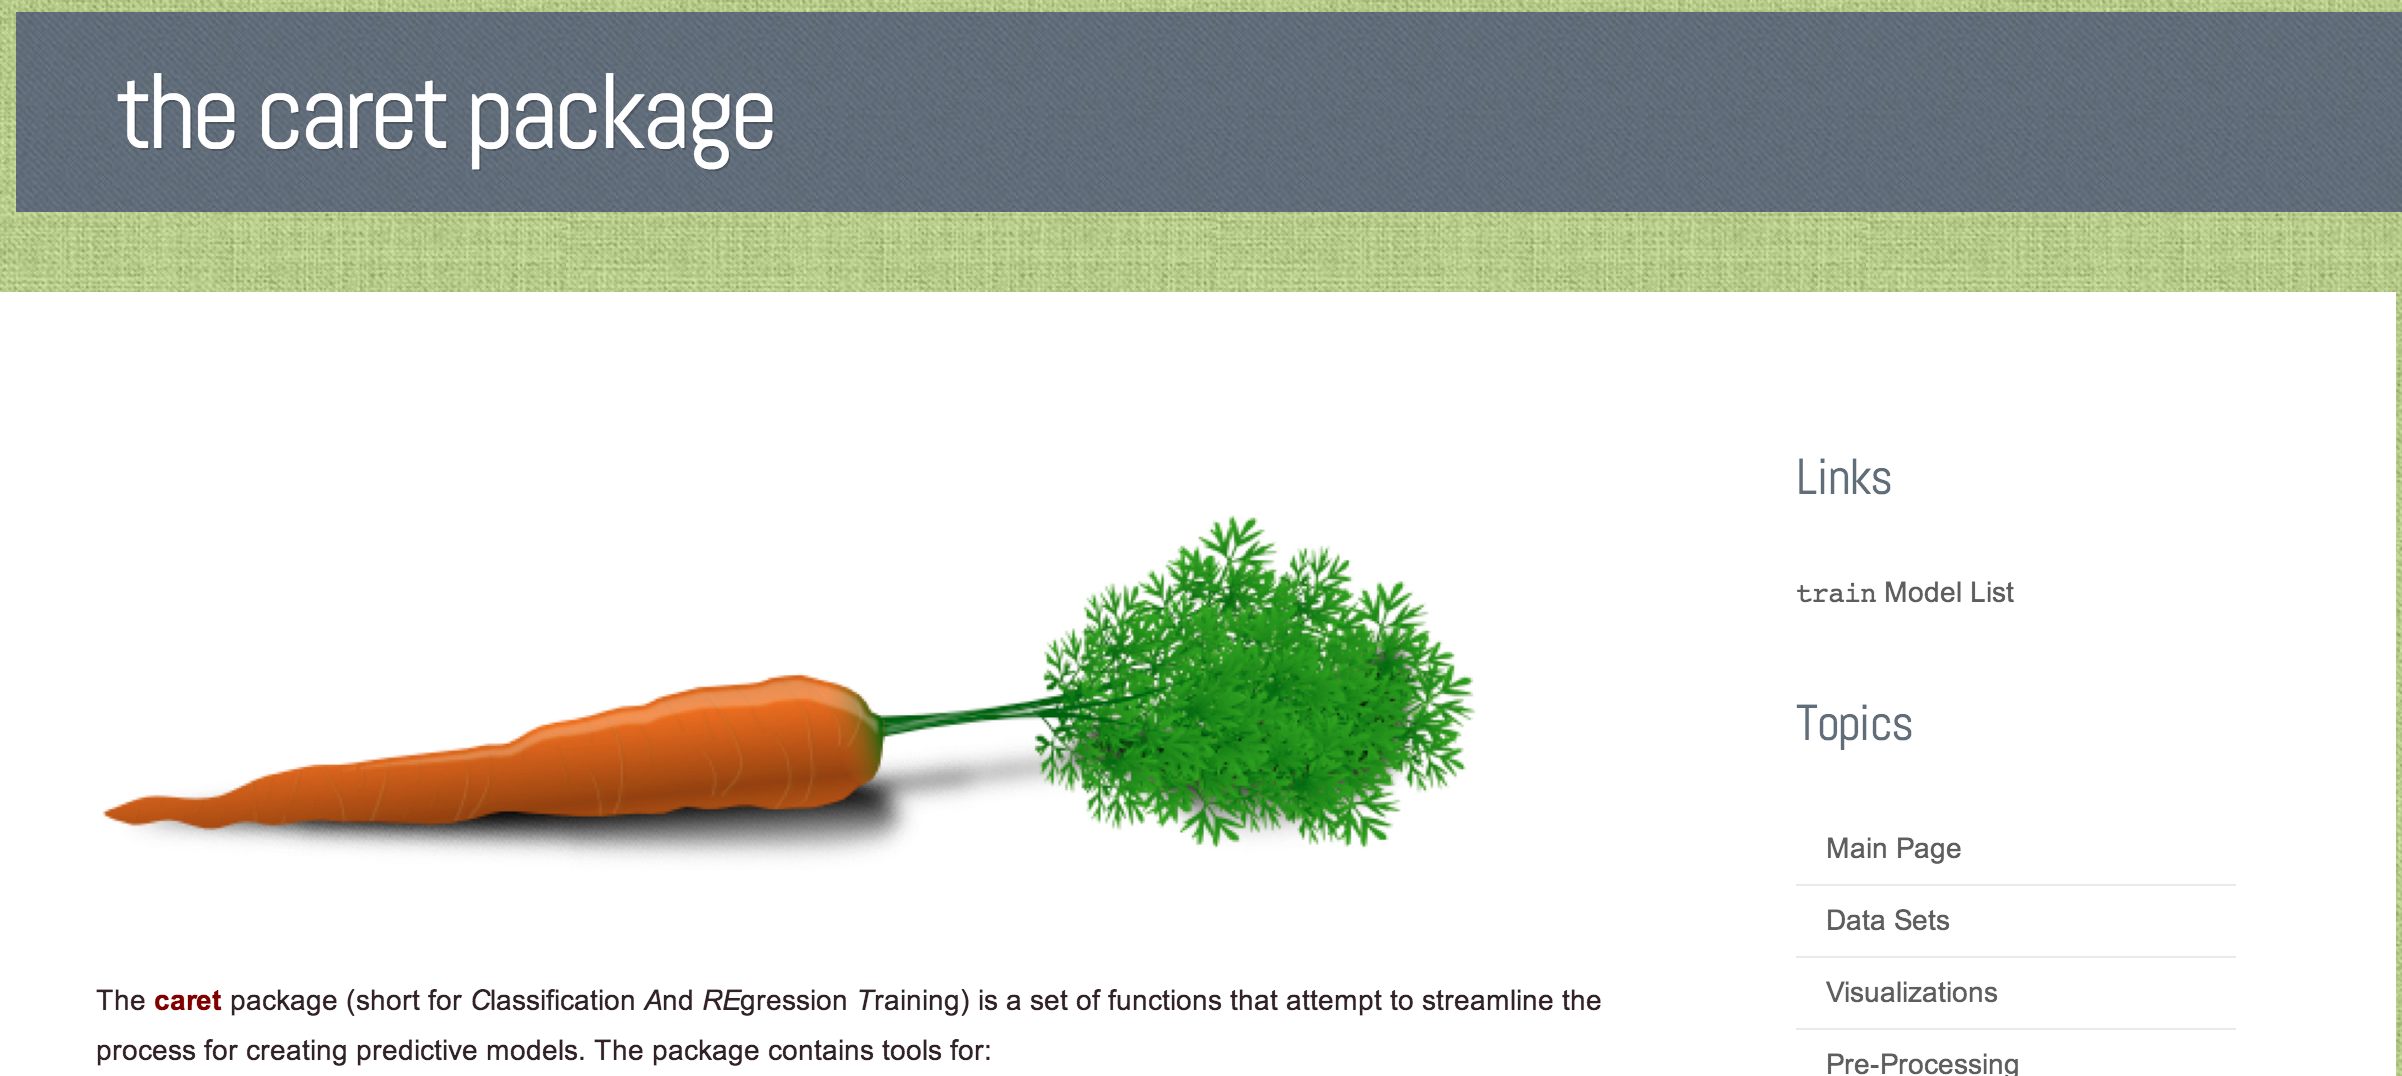 the caret package
The caret package (short for Classification And REgression Training) is a set of functions that attempt to streamline the
process for creating predictive models. The package contains tools for:
Links
train Model List
Topics
Main Page
Data Sets
Visualizations
Pre-Processing